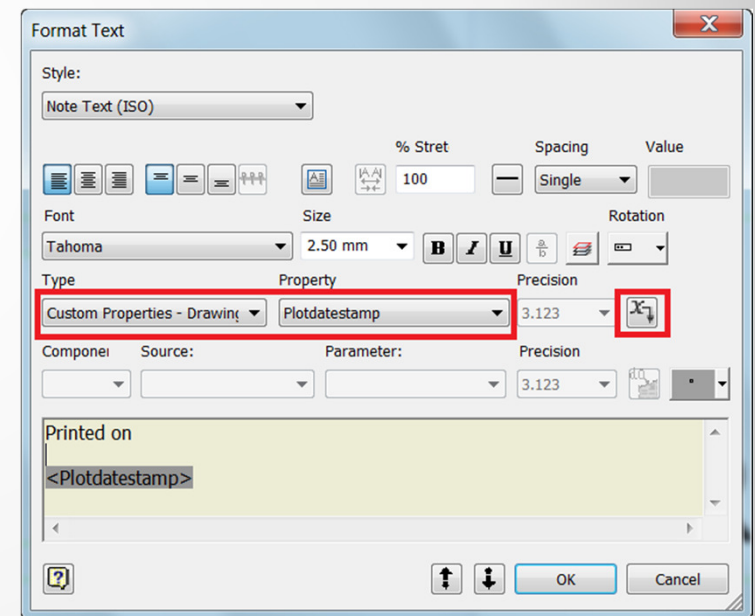 Format Text
X
Style:
Note Text (ISO)
% Stret Spacing Value
100 Single
Font Size Rotation
Tahoma 2.50 mm B I U a/b
Type Property Precision
Custom Properties - Drawing Plotdatestamp 3.123 x
Componer Source: Parameter: Precision
3.123
Printed on
<Plotdatestamp>
? OK Cancel